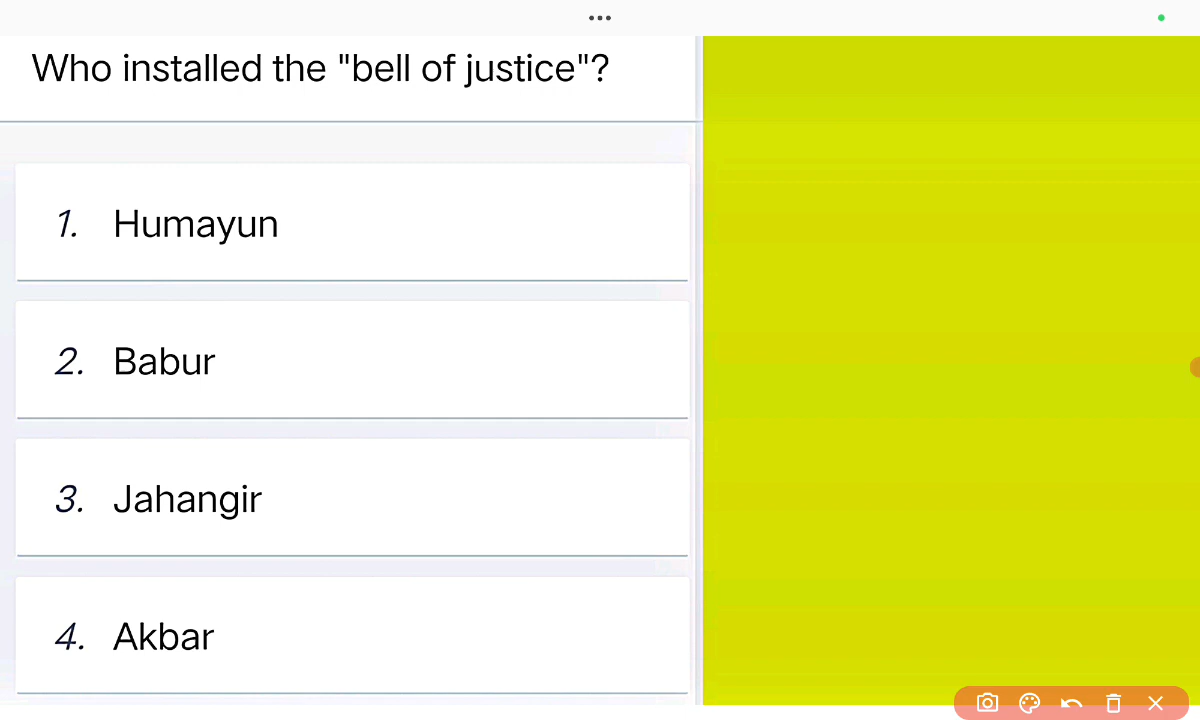 Who installed the "bell of justice"?
1. Humayun
2. Babur
3. Jahangir
4. Akbar